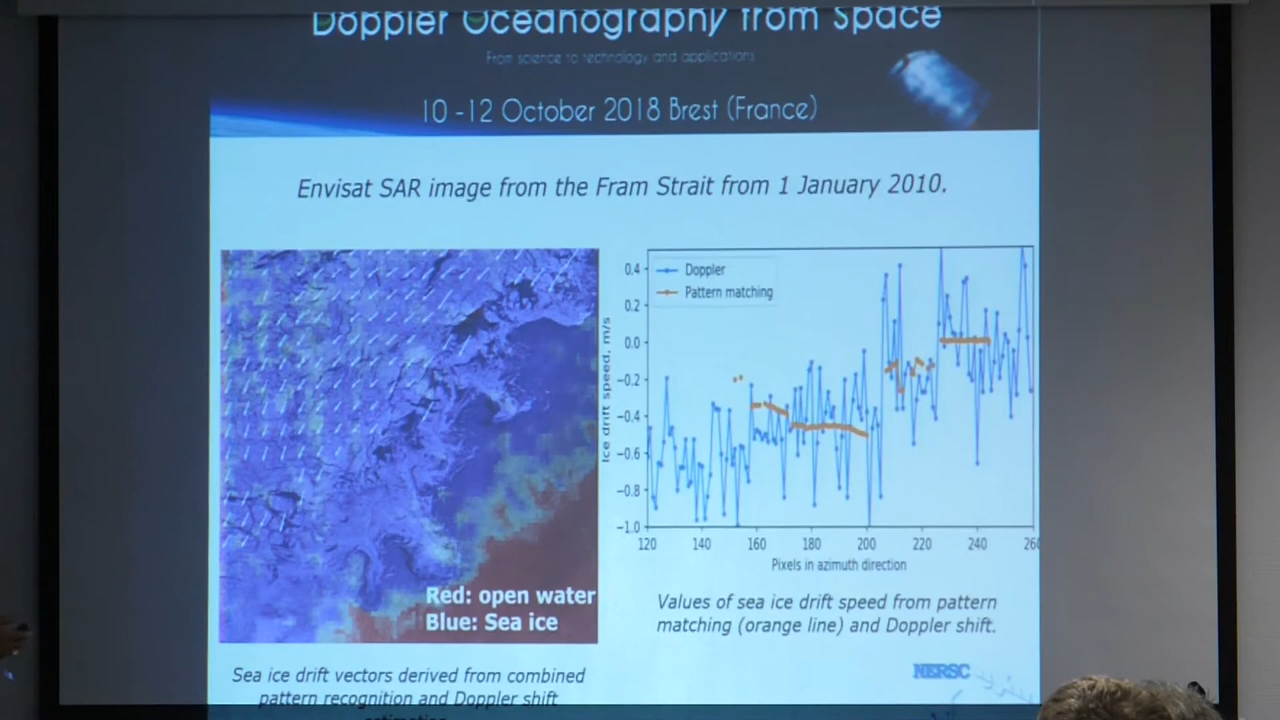 Doppler Oceanography from Space
From science to technology and applications
10 -12 October 2018 Brest (France)
Envisat SAR image from the Fram Strait from 1 January 2010.
Red: open water
Blue: Sea ice
Sea ice drift vectors derived from combined
pattern recognition and Doppler shift
Ice drift speed, m/s
0.4
0.2
0.0
−0.2
−0.4
−0.6
−0.8
−1.0
Doppler
Pattern matching
120 140 160 180 200 220 240 260
Pixels in azimuth direction
Values of sea ice drift speed from pattern
matching (orange line) and Doppler shift.
NERSC